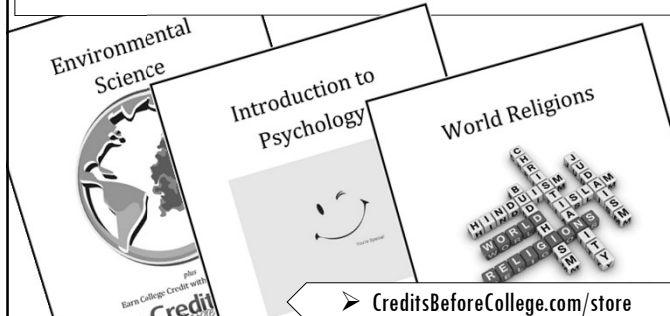 Environmental
Science
plus
Earn College Credit with
Credit
Introduction to
Psychology
You're Special
World Religions
CHRISTIANITY
JUDAISM
BUDDHISM
HINDUISM
ISLAM
WORLD
RELIGIONS
➢ CreditsBeforeCollege.com/store